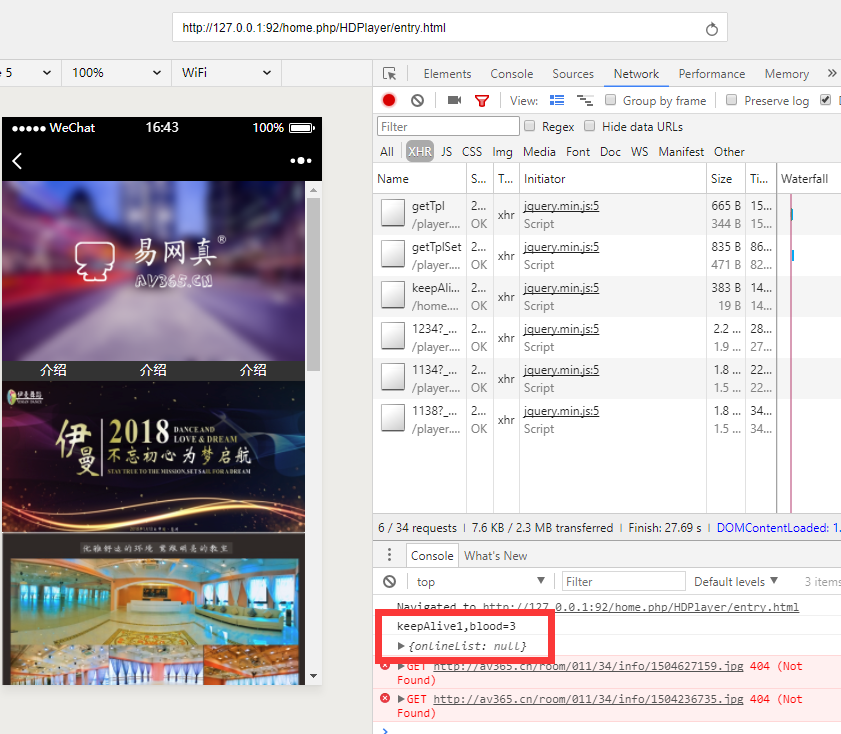 http://127.0.0.1:92/home.php/HDPlayer/entry.html
e 5 100% WiFi
Elements Console Sources Network Performance Memory »
View: Group by frame Preserve log
Filter Regex Hide data URLs
All XHR JS CSS Img Media Font Doc WS Manifest Other
Name S... T... Initiator Size Ti... Waterfall
getTpl 2... xhr jquery.min.js:5 665 B 15...
/player.... OK Script 344 B 15...
getTplSet 2... xhr jquery.min.js:5 835 B 86...
/player.... OK Script 471 B 82...
keepAli... 2... xhr jquery.min.js:5 383 B 14...
/home.... OK Script 19 B 14...
1234?_... 2... xhr jquery.min.js:5 2.2 ... 28...
/player.... OK Script 1.9 ... 27...
1134?_... 2... xhr jquery.min.js:5 1.8 ... 22...
/player.... OK Script 1.5 ... 22...
1138?_... 2... xhr jquery.min.js:5 1.8 ... 34...
/player.... OK Script 1.5 ... 34...
6 / 34 requests | 7.6 KB / 2.3 MB transferred | Finish: 27.69 s | DOMContentLoaded: 1.
Console What's New
top Filter Default levels 3 items
Navigated to http://127.0.0.1:92/home.php/HDPlayer/entry.html
keepAlive1,blood=3
{onlineList: null}
GET http://av365.cn/room/011/34/info/1504627159.jpg 404 (Not
Found)
GET http://av365.cn/room/011/34/info/1504236735.jpg 404 (Not
Found)
WeChat 16:43 100%
易网真®
AV365.CN
介绍 介绍 介绍
伊曼舞蹈
伊曼 2018 DANCE AND
LOVE & DREAM
不忘初心 为梦启航
STAY TRUE TO THE MISSION,SET SAIL FOR A DREAM
优雅舒适的环境 宽敞明亮的教室